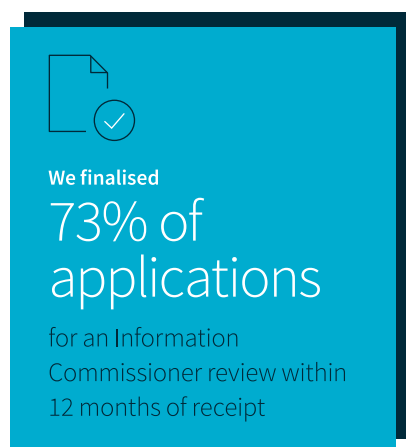 We finalised
73% of
applications
for an Information
Commissioner review within
12 months of receipt